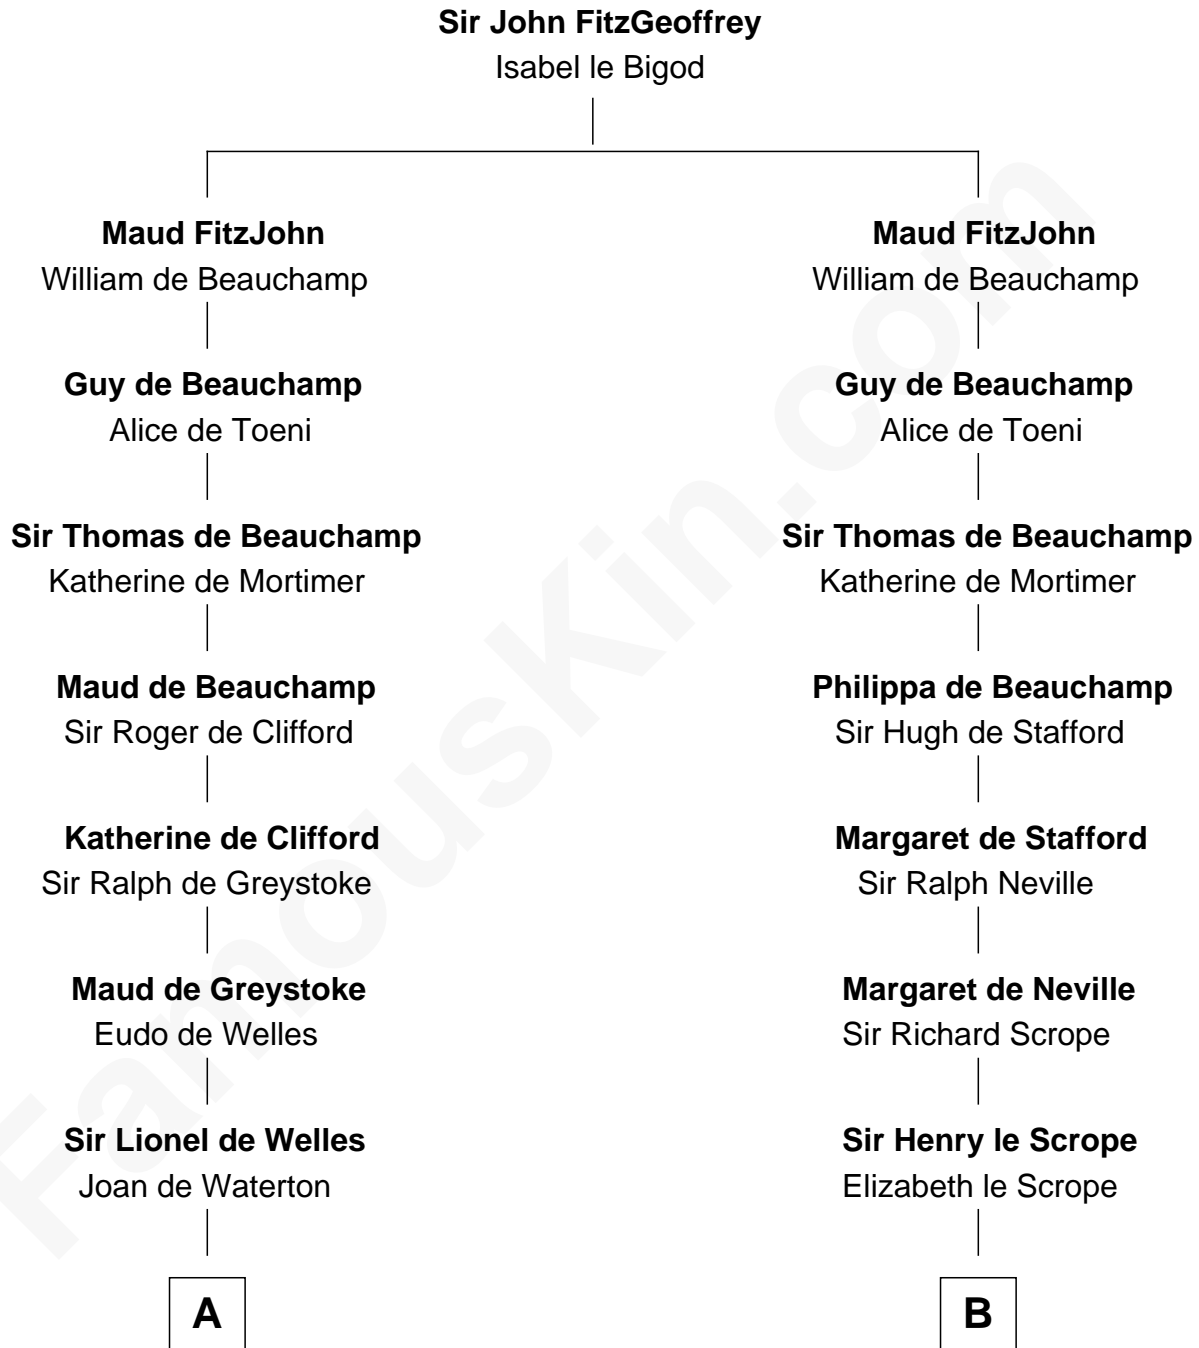 Sir John FitzGeoffrey
Isabel le Bigod
Maud FitzJohn
William de Beauchamp
Maud FitzJohn
William de Beauchamp
Guy de Beauchamp
Alice de Toeni
Guy de Beauchamp
Alice de Toeni
Sir Thomas de Beauchamp
Katherine de Mortimer
Sir Thomas de Beauchamp
Katherine de Mortimer
Maud de Beauchamp
Sir Roger de Clifford
Philippa de Beauchamp
Sir Hugh de Stafford
Katherine de Clifford
Sir Ralph de Greystoke
Margaret de Stafford
Sir Ralph Neville
Maud de Greystoke
Eudo de Welles
Margaret de Neville
Sir Richard Scrope
Sir Lionel de Welles
Joan de Waterton
Sir Henry le Scrope
Elizabeth le Scrope
A
B
FamousKin.com